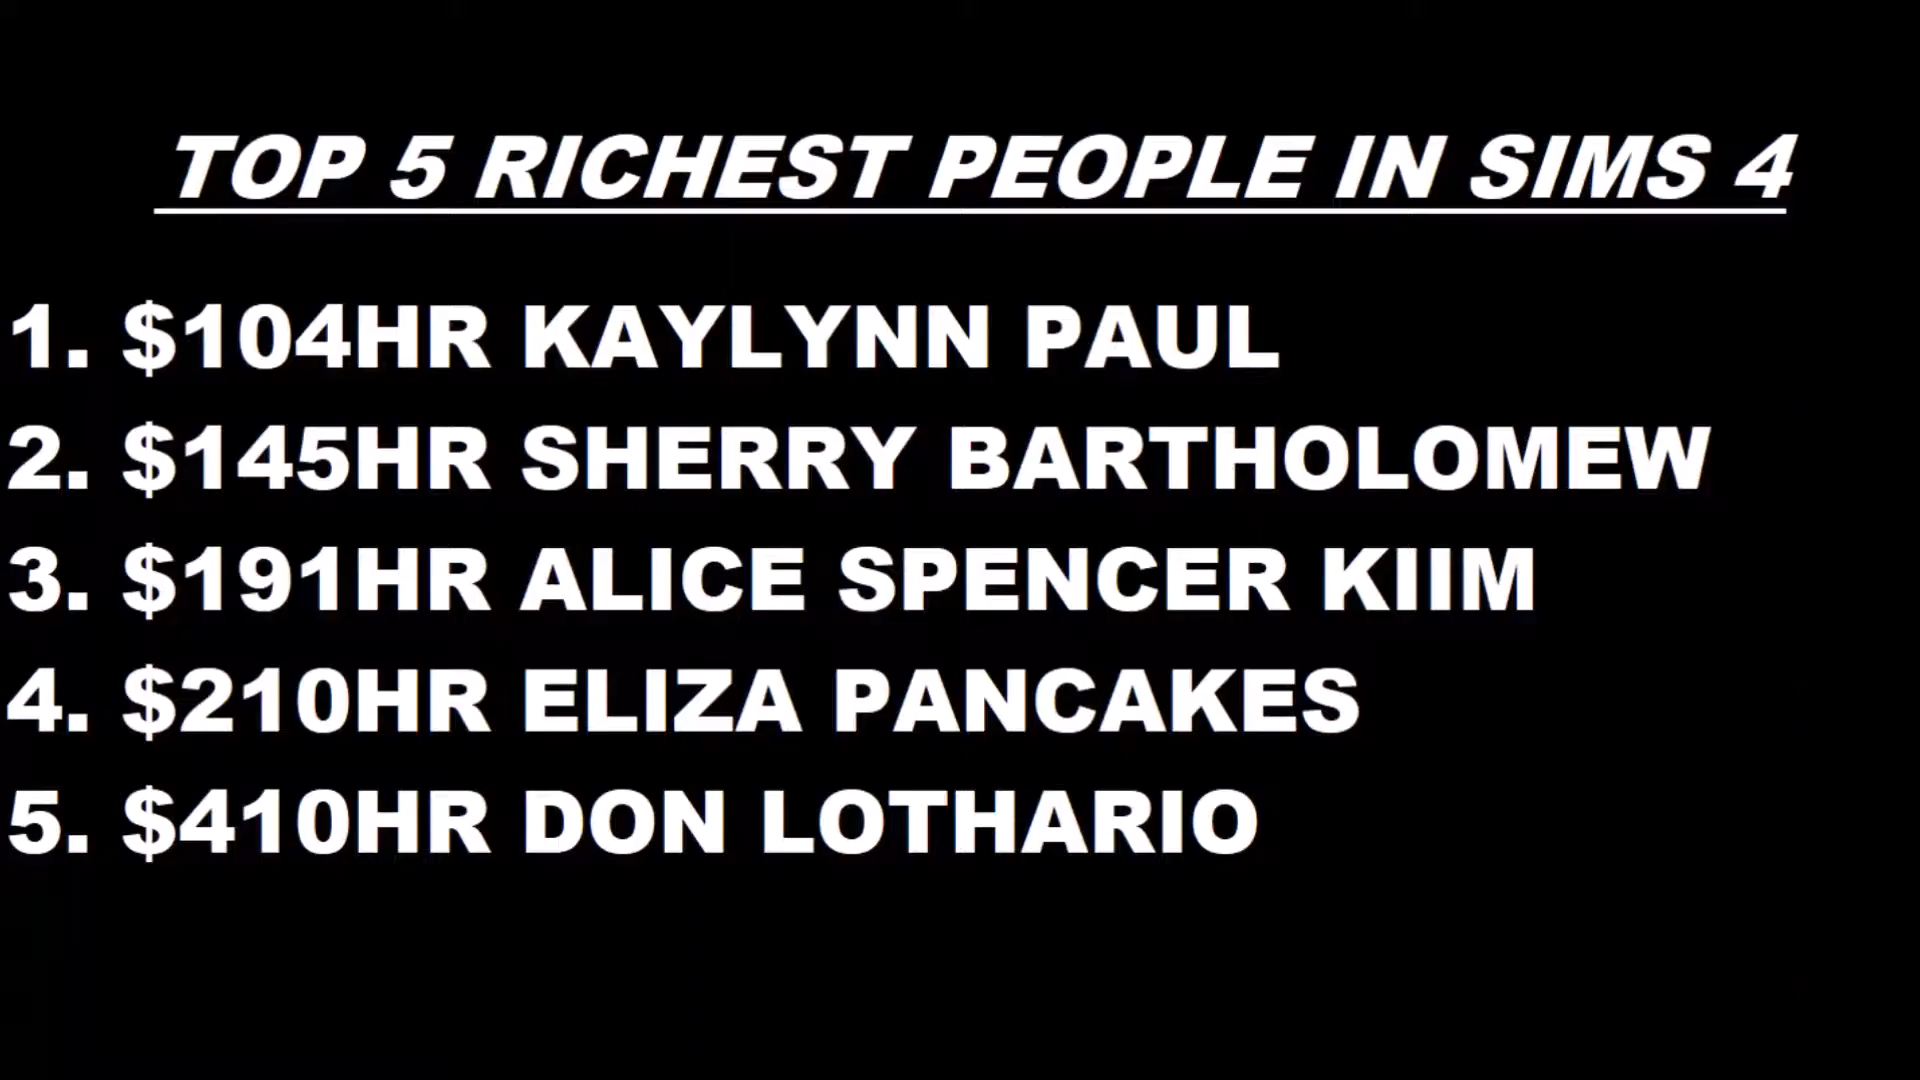 TOP 5 RICHEST PEOPLE IN SIMS 4
1. $104HR KAYLYNN PAUL
2. $145HR SHERRY BARTHOLOMEW
3. $191HR ALICE SPENCER KIIM
4. $210HR ELIZA PANCAKES
5. $410HR DON LOTHARIO